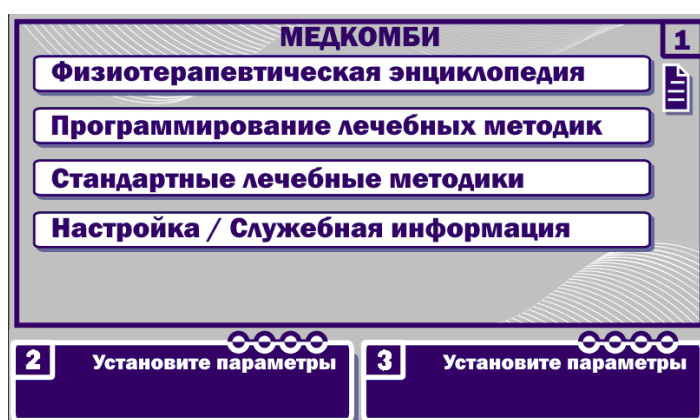 МЕДКОМБИ
1
Физиотерапевтическая энциклопедия
Программирование лечебных методик
Стандартные лечебные методики
Настройка / Служебная информация
2
Установите параметры
3
Установите параметры